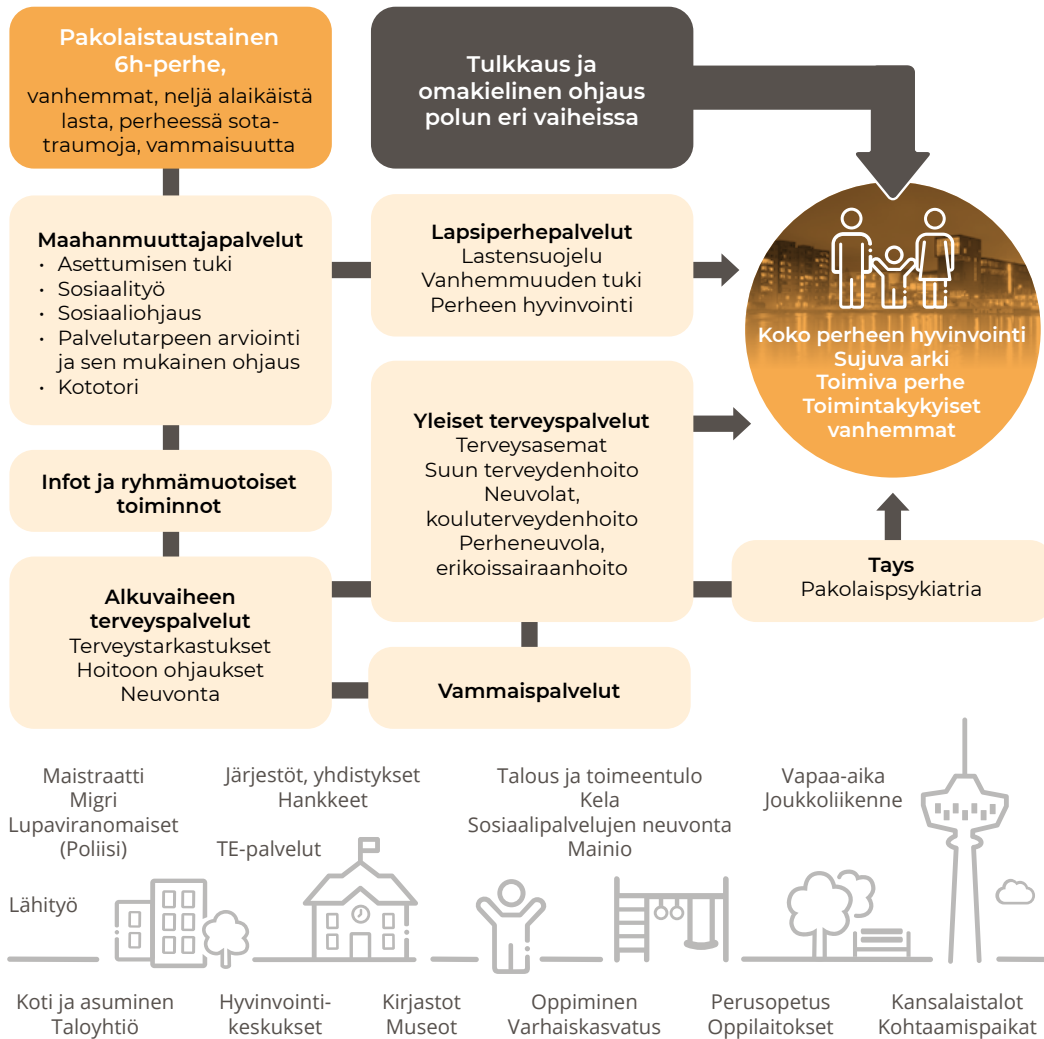 Pakolaistaustainen
6h-perhe,
vanhemmat, neljä alaikäistä
lasta, perheessä sota-
traumoja, vammaisuutta
Tulkkaus ja
omakielinen ohjaus
polun eri vaiheissa
Maahanmuuttajapalvelut
· Asettumisen tuki
· Sosiaalityö
· Sosiaaliohjaus
· Palvelutarpeen arviointi
ja sen mukainen ohjaus
· Kototori
Lapsiperhepalvelut
Lastensuojelu
Vanhemmuuden tuki
Perheen hyvinvointi
Koko perheen hyvinvointi
Sujuva arki
Toimiva perhe
Toimintakykyiset
vanhemmat
Yleiset terveyspalvelut
Terveysasemat
Suun terveydenhoito
Neuvolat,
kouluterveydenhoito
Perheneuvola,
erikoissairaanhoito
Infot ja ryhmämuotoiset
toiminnot
Alkuvaiheen
terveyspalvelut
Terveystarkastukset
Hoitoon ohjaukset
Neuvonta
Tays
Pakolaispsykiatria
Vammaispalvelut
Maistraatti
Migri
Lupaviranomaiset
(Poliisi)
Järjestöt, yhdistykset
Hankkeet
TE-palvelut
Talous ja toimeentulo
Kela
Sosiaalipalvelujen neuvonta
Mainio
Vapaa-aika
Joukkoliikenne
Lähityö
Koti ja asuminen
Taloyhtiö
Hyvinvointi-
keskukset
Kirjastot
Museot
Oppiminen
Varhaiskasvatus
Perusopetus
Oppilaitokset
Kansalaistalot
Kohtaamispaikat